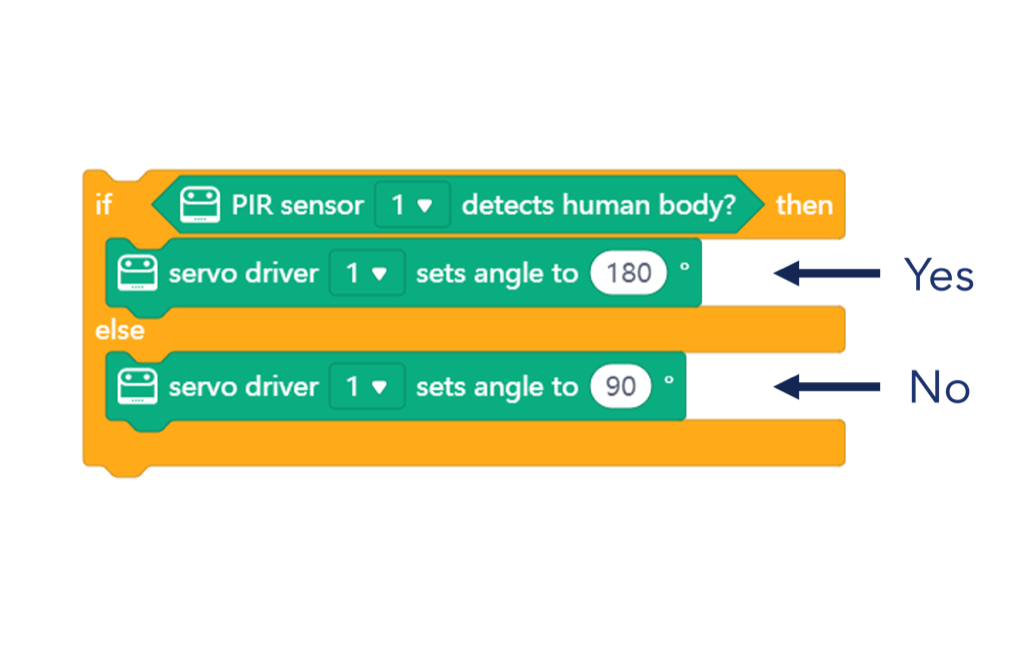 if PIR sensor 1 detects human body? then
servo driver 1 sets angle to 180 ° Yes
else
servo driver 1 sets angle to 90 ° No